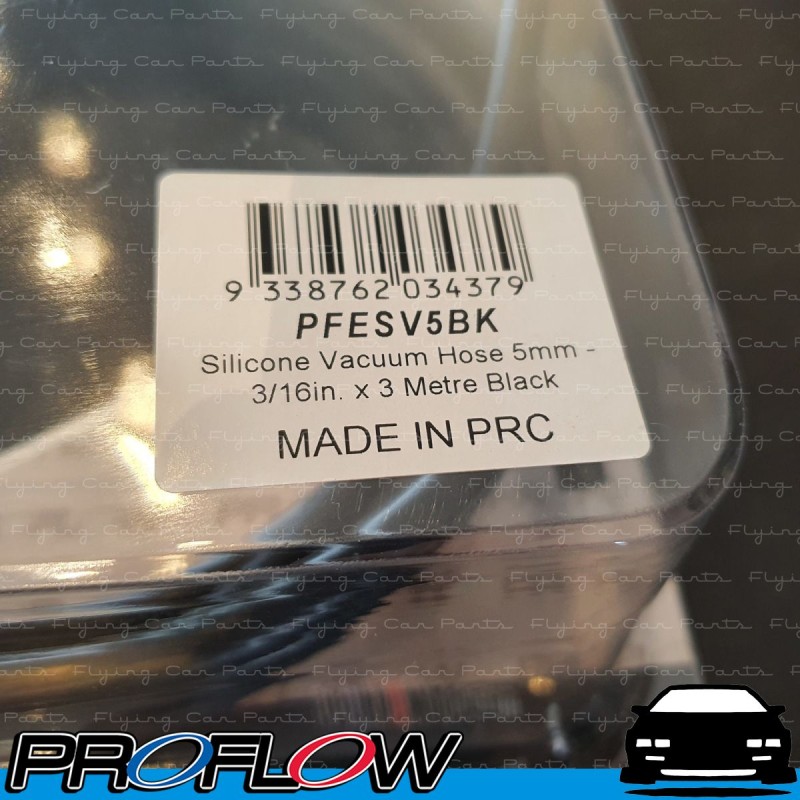 Flying Car Parts
9 338762 034379
PFESV5BK
Silicone Vacuum Hose 5mm -
3/16in. x 3 Metre Black
MADE IN PRC
PROFLOW